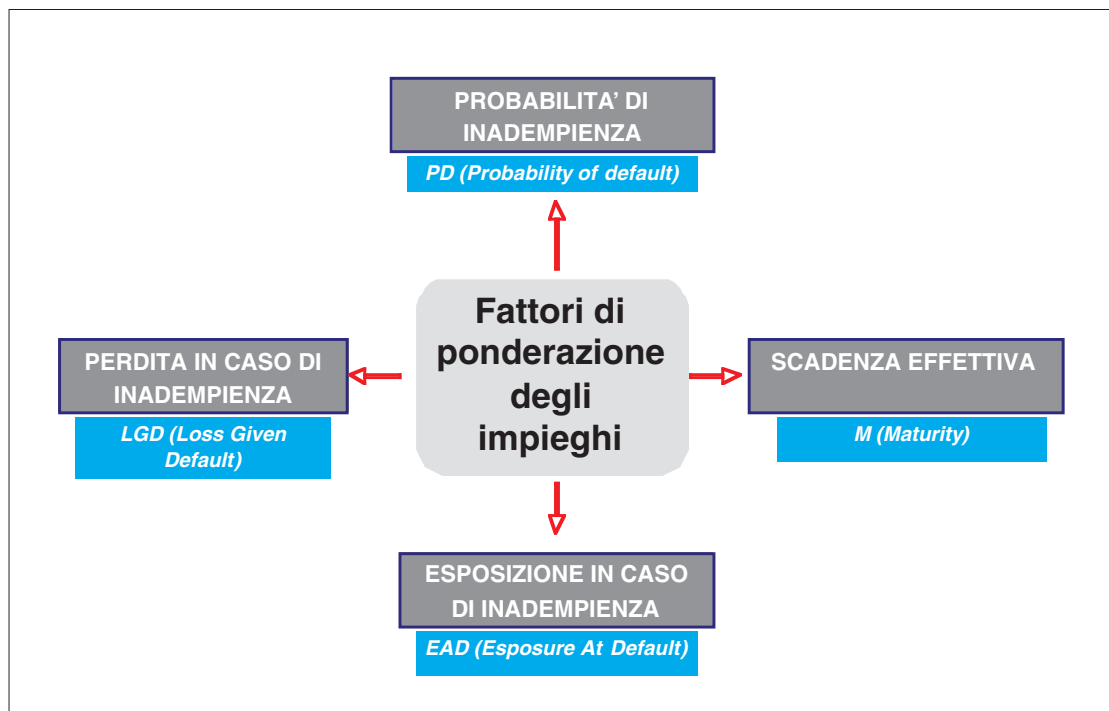 PROBABILITA’ DI
INADEMPIENZA
PD (Probability of default)
Fattori di
ponderazione
degli
impieghi
PERDITA IN CASO DI
INADEMPIENZA
LGD (Loss Given
Default)
SCADENZA EFFETTIVA
M (Maturity)
ESPOSIZIONE IN CASO
DI INADEMPIENZA
EAD (Esposure At Default)